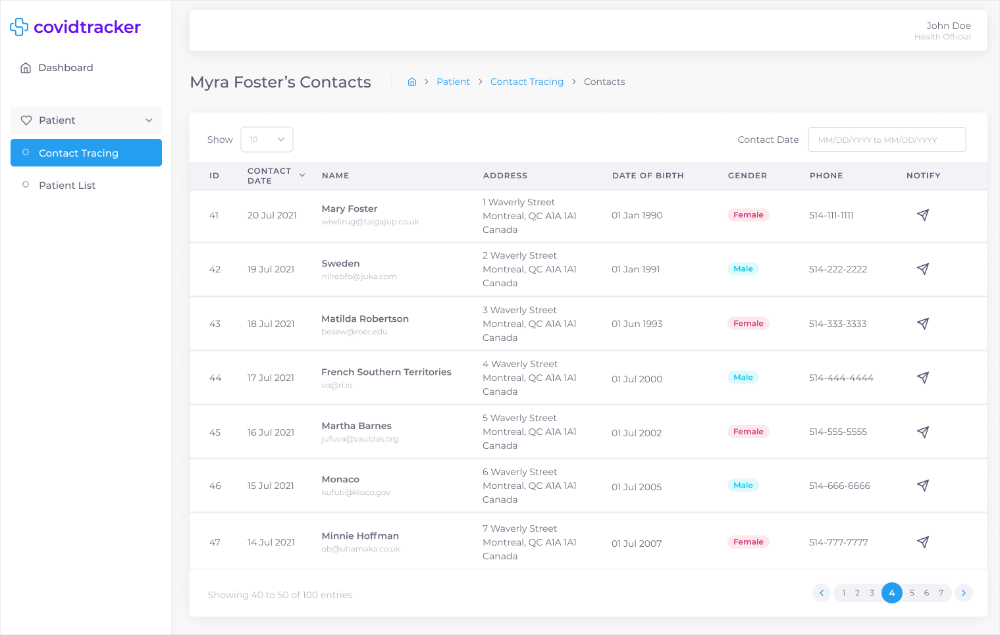 covidtracker
John Doe
Health Official
Dashboard
Myra Foster’s Contacts
Patient
Contact Tracing
Contacts
Patient
Contact Tracing
Patient List
Show
10
Contact Date
MM/DD/YYYY to MM/DD/YYYY
ID
CONTACT
DATE
NAME
ADDRESS
DATE OF BIRTH
GENDER
PHONE
NOTIFY
41
20 Jul 2021
Mary Foster
wiwlirug@talgajup.co.uk
1 Waverly Street
Montreal, QC A1A 1A1
Canada
01 Jan 1990
Female
514-111-1111
42
19 Jul 2021
Sweden
nilrebfo@juka.com
2 Waverly Street
Montreal, QC A1A 1A1
Canada
01 Jan 1991
Male
514-222-2222
43
18 Jul 2021
Matilda Robertson
besew@roer.edu
3 Waverly Street
Montreal, QC A1A 1A1
Canada
01 Jun 1993
Female
514-333-3333
44
17 Jul 2021
French Southern Territories
vo@ri.io
4 Waverly Street
Montreal, QC A1A 1A1
Canada
01 Jul 2000
Male
514-444-4444
45
16 Jul 2021
Martha Barnes
jufuva@vauldas.org
5 Waverly Street
Montreal, QC A1A 1A1
Canada
01 Jul 2002
Female
514-555-5555
46
15 Jul 2021
Monaco
kufuti@kiuco.gov
6 Waverly Street
Montreal, QC A1A 1A1
Canada
01 Jul 2005
Male
514-666-6666
47
14 Jul 2021
Minnie Hoffman
ob@uhamaka.co.uk
7 Waverly Street
Montreal, QC A1A 1A1
Canada
01 Jul 2007
Female
514-777-7777
Showing 40 to 50 of 100 entries
1 2 3 4 5 6 7